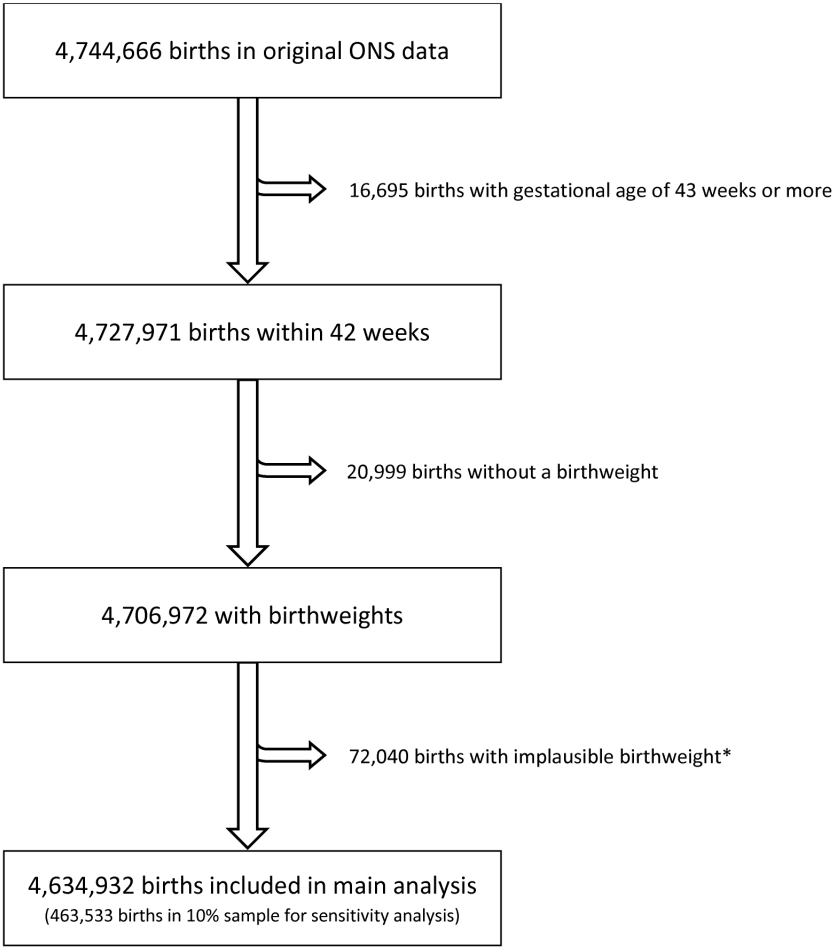 4,744,666 births in original ONS data
16,695 births with gestational age of 43 weeks or more
4,727,971 births within 42 weeks
20,999 births without a birthweight
4,706,972 with birthweights
72,040 births with implausible birthweight*
4,634,932 births included in main analysis
(463,533 births in 10% sample for sensitivity analysis)